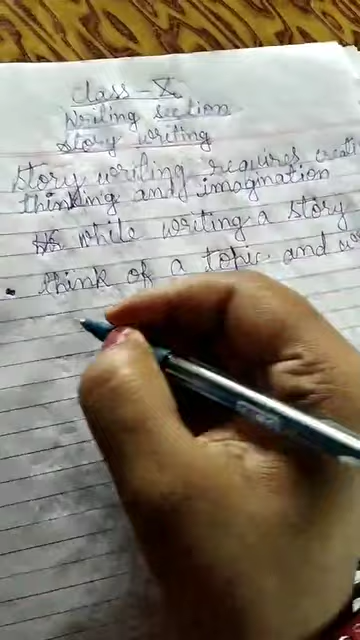 class - X
Writing section
Story writing
Story writing requires
thinking and imagination
while writing a story
• think of a topic and